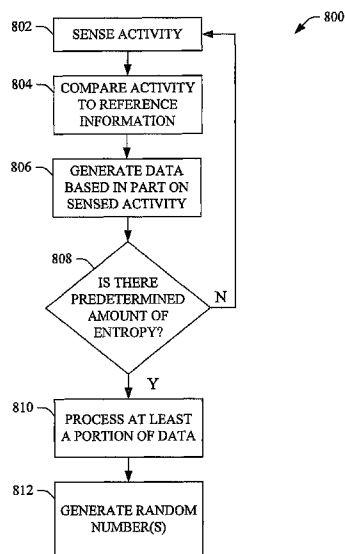 800
802
SENSE ACTIVITY
804
COMPARE ACTIVITY
TO REFERENCE
INFORMATION
806
GENERATE DATA
BASED IN PART ON
SENSED ACTIVITY
808
IS THERE
PREDETERMINED
AMOUNT OF
ENTROPY?
N
Y
810
PROCESS AT LEAST
A PORTION OF DATA
812
GENERATE RANDOM
NUMBER(S)